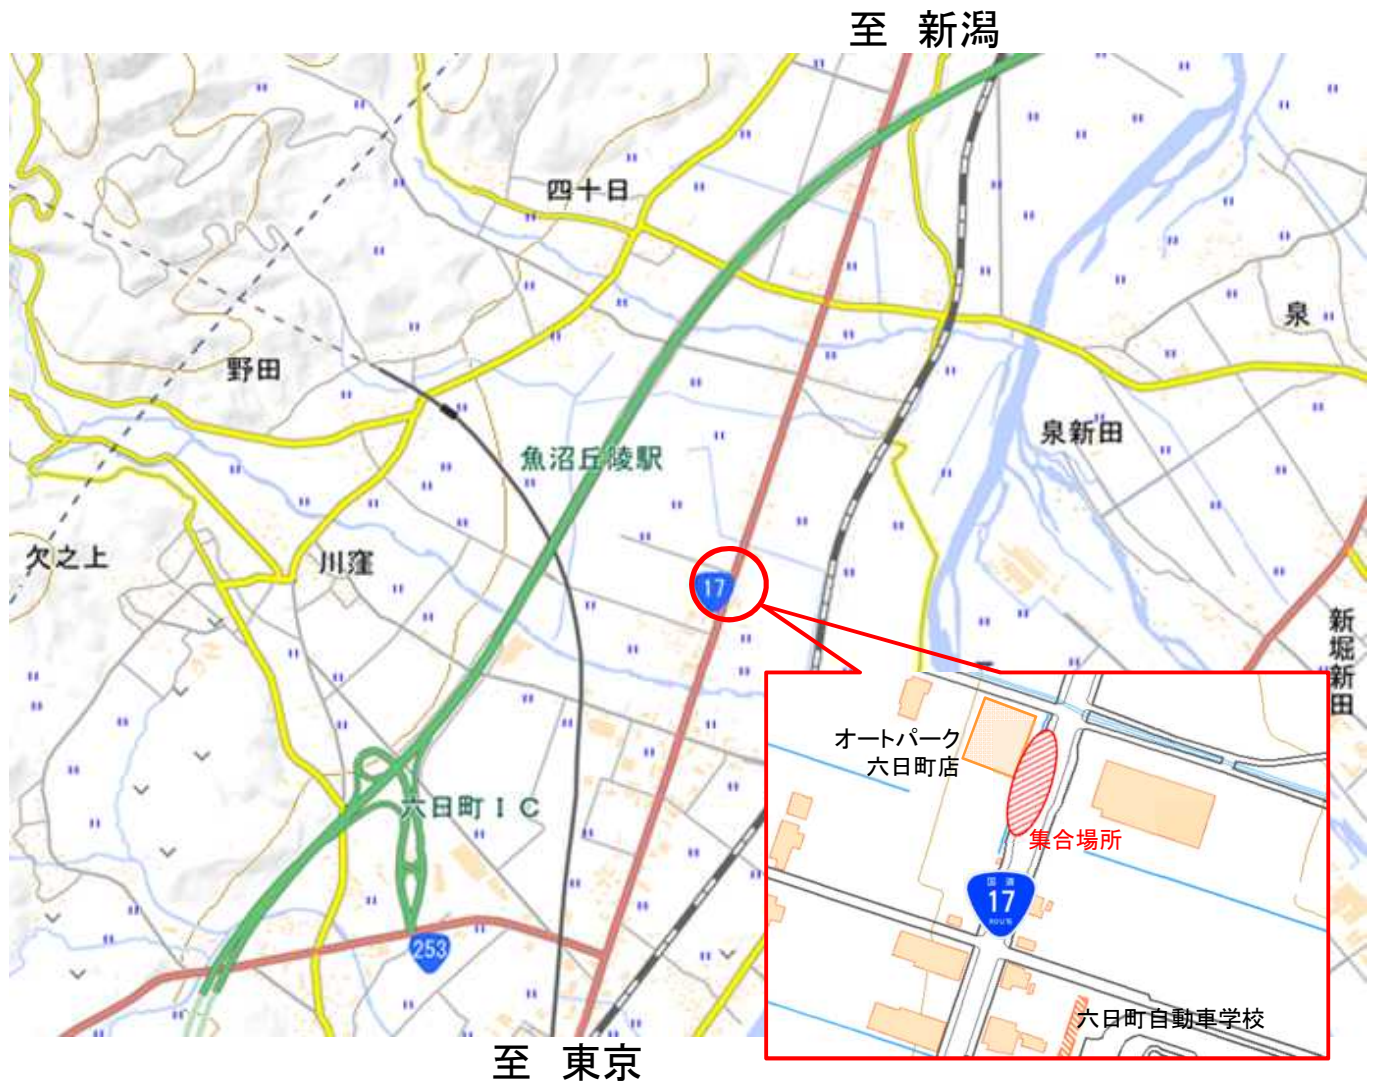 至 新潟
四十日
泉
野田
泉新田
魚沼丘陵駅
欠之上
川窪
17
新堀新田
オートパーク
六日町店
六日町IC
集合場所
国道
17
ROUTE
253
六日町自動車学校
至 東京